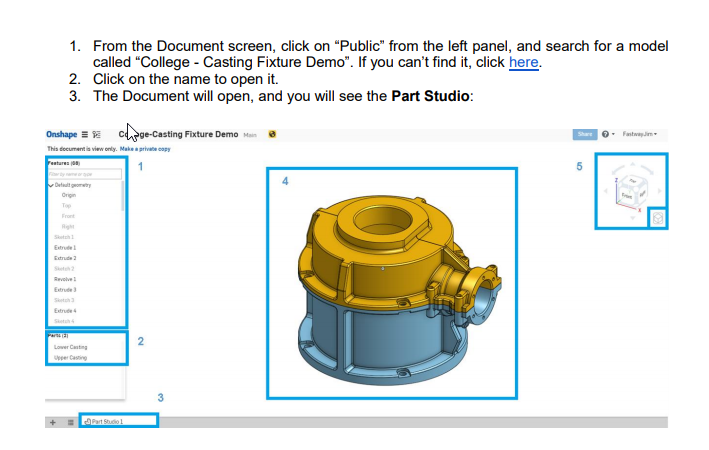 1. From the Document screen, click on “Public” from the left panel, and search for a model
called “College - Casting Fixture Demo”. If you can’t find it, click here.
2. Click on the name to open it.
3. The Document will open, and you will see the Part Studio:
Onshape College-Casting Fixture Demo Main Share FastwayJim
This document is view only. Make a private copy
Features (68)
1
5
Filter by name or type
4
Default geometry
Origin
Top
Front
Right
Sketch 1
Extrude 1
Extrude 2
Sketch 2
Revolve 1
Extrude 3
Sketch 3
Extrude 4
Sketch 4
Parts (2)
2
Lower Casting
Upper Casting
3
Part Studio 1
Z
X